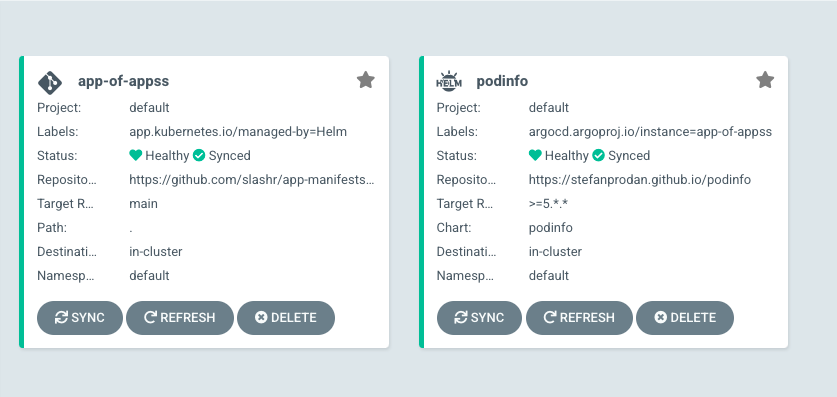 app-of-appss
Project: default
Labels: app.kubernetes.io/managed-by=Helm
Status: Healthy Synced
Reposito... https://github.com/slashr/app-manifests...
Target R... main
Path: .
Destinati... in-cluster
Namesp... default
SYNC REFRESH DELETE
HELM podinfo
Project: default
Labels: argocd.argoproj.io/instance=app-of-appss
Status: Healthy Synced
Reposito... https://stefanprodan.github.io/podinfo
Target R... >=5.*.*
Chart: podinfo
Destinati... in-cluster
Namesp... default
SYNC REFRESH DELETE